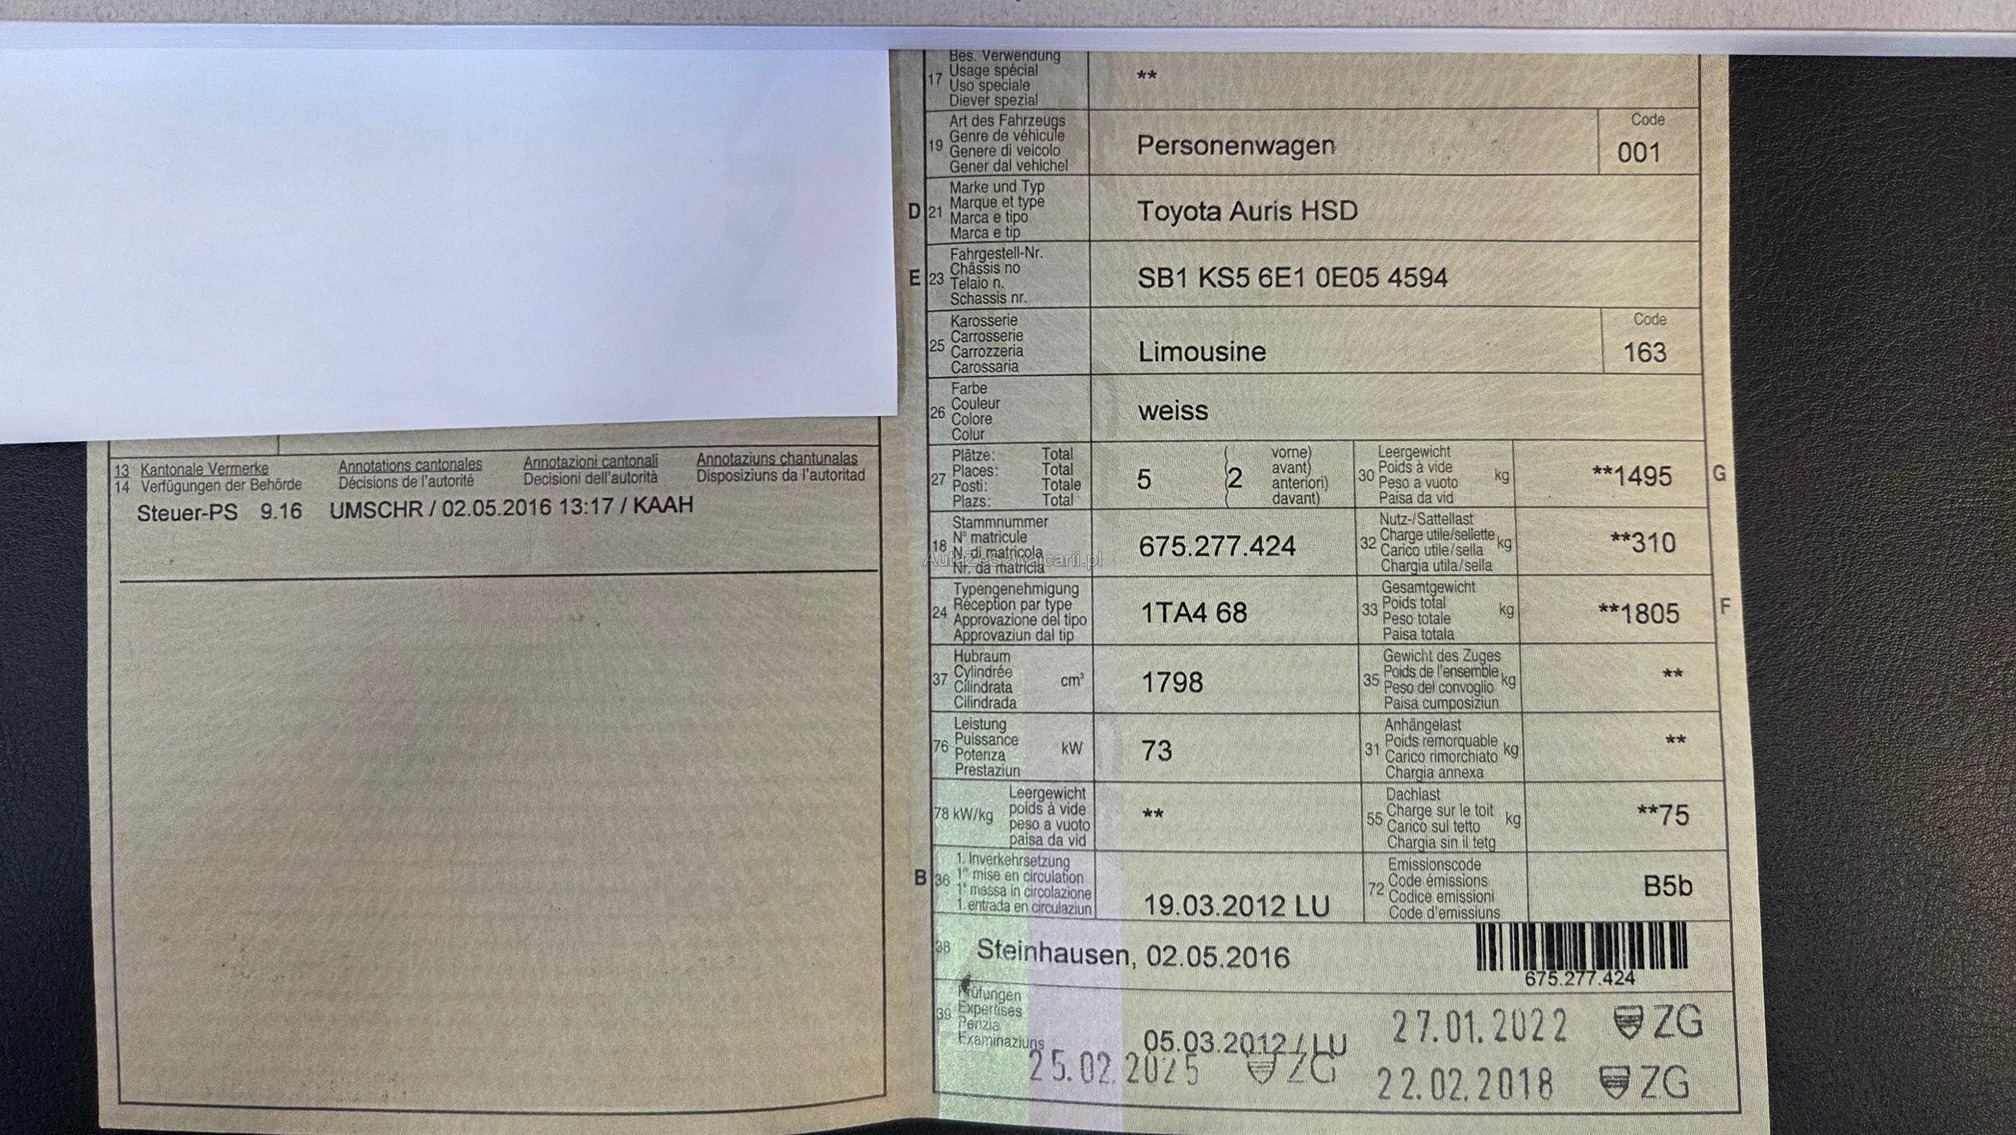 13 Kantonale Vermerke Annotations cantonales Annotazioni cantonali Annotaziuns chantunalas
14 Verfügungen der Behörde Décisions de l'autorité Decisioni dell'autorità Disposiziuns da l'autoritad
Steuer-PS 9.16 UMSCHR / 02.05.2016 13:17 / KAAH
Bes. Verwendung
17 Usage spécial
Uso speciale
Diever spezial
**
Art des Fahrzeugs
19 Genre de véhicule
Genere di veicolo
Gener dal vehichel
Personenwagen
Code
001
Marke und Typ
D 21 Marque et type
Marca e tipo
Marca e tip
Toyota Auris HSD
Fahrgestell-Nr.
E 23 Châssis no
Telaio n.
Schassis nr.
SB1 KS5 6E1 0E05 4594
Karosserie
25 Carrosserie
Carrozzeria
Carossaria
Limousine
Code
163
Farbe
26 Couleur
Colore
Colur
weiss
Plätze: Total
27 Places: Total
Posti: Totale
Plazs: Total
5 ( 2 vorne)
avant)
anteriori)
davant)
Leergewicht
30 Poids à vide kg
Peso a vuoto
Paisa da vid
**1495 G
Stammnummer
18 N° matricule
N. di matricola
Nr. da matricla
675.277.424
Nutz-/Sattellast
32 Charge utile/sellette kg
Carico utile/sella
Chargia utila/sella
**310
Typengenehmigung
24 Réception par type
Approvazione del tipo
Approvaziun dal tip
1TA4 68
Gesamtgewicht
33 Poids total kg
Peso totale
Paisa totala
**1805 F
Hubraum
37 Cylindrée cm³
Cilindrata
Cilindrada
1798
Gewicht des Zuges
35 Poids de l'ensemble kg
Peso del convoglio
Paisa cumposiziun
**
Leistung
76 Puissance kW
Potenza
Prestaziun
73
Anhängelast
31 Poids remorquable kg
Carico rimorchiato
Chargia annexa
**
Leergewicht
78 kW/kg poids à vide
peso a vuoto
paisa da vid
**
Dachlast
55 Charge sur le toit kg
Carico sul tetto
Chargia sin il tetg
**75
1. Inverkehrsetzung
B 36 1re mise en circulation
1a messa in circolazione
1. entrada en circulaziun
19.03.2012 LU
Emissionscode
72 Code émissions
Codice emissioni
Code d'emissiuns
B5b
38 Steinhausen, 02.05.2016
675.277.424
Prüfungen
39 Expertises
Perizia
Examinaziuns
05.03.2012 / LU
27.01.2022 ZG
25.02.2025 ZG
22.02.2018 ZG